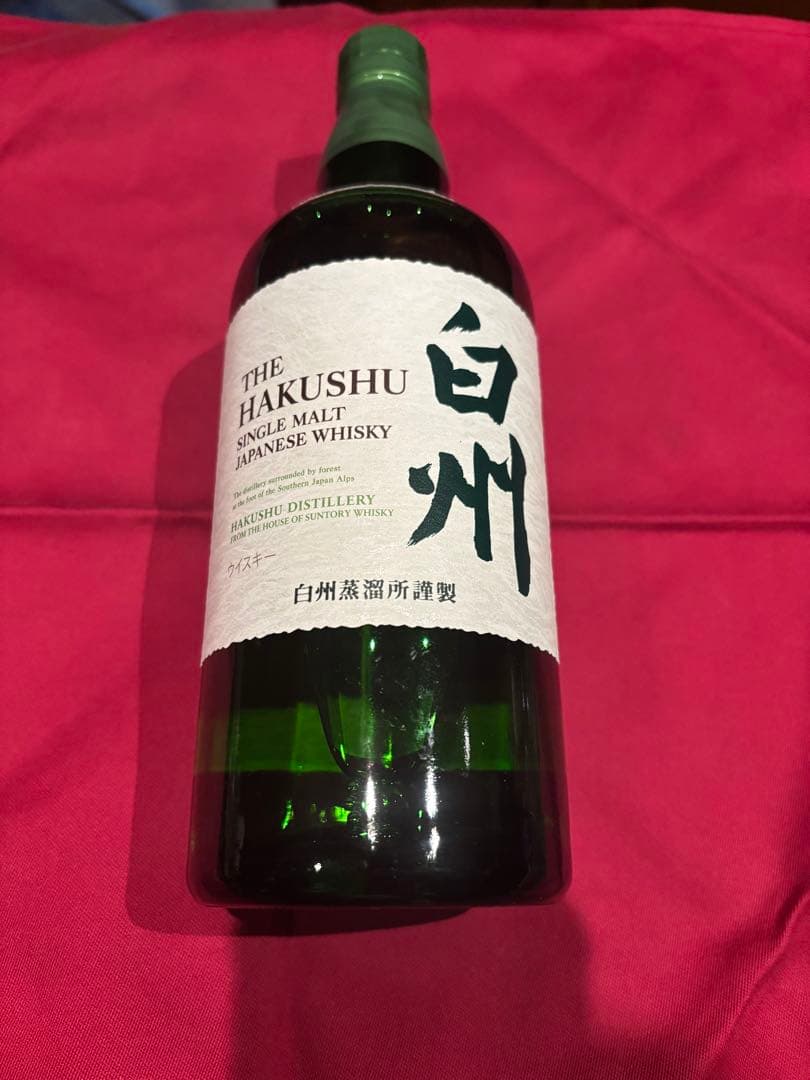 THE
HAKUSHU
SINGLE MALT
JAPANESE WHISKY
The distillery surrounded by forest
at the foot of the Southern Japan Alps
HAKUSHU DISTILLERY
FROM THE HOUSE OF SUNTORY WHISKY
ウイスキー
白州
白州蒸溜所謹製